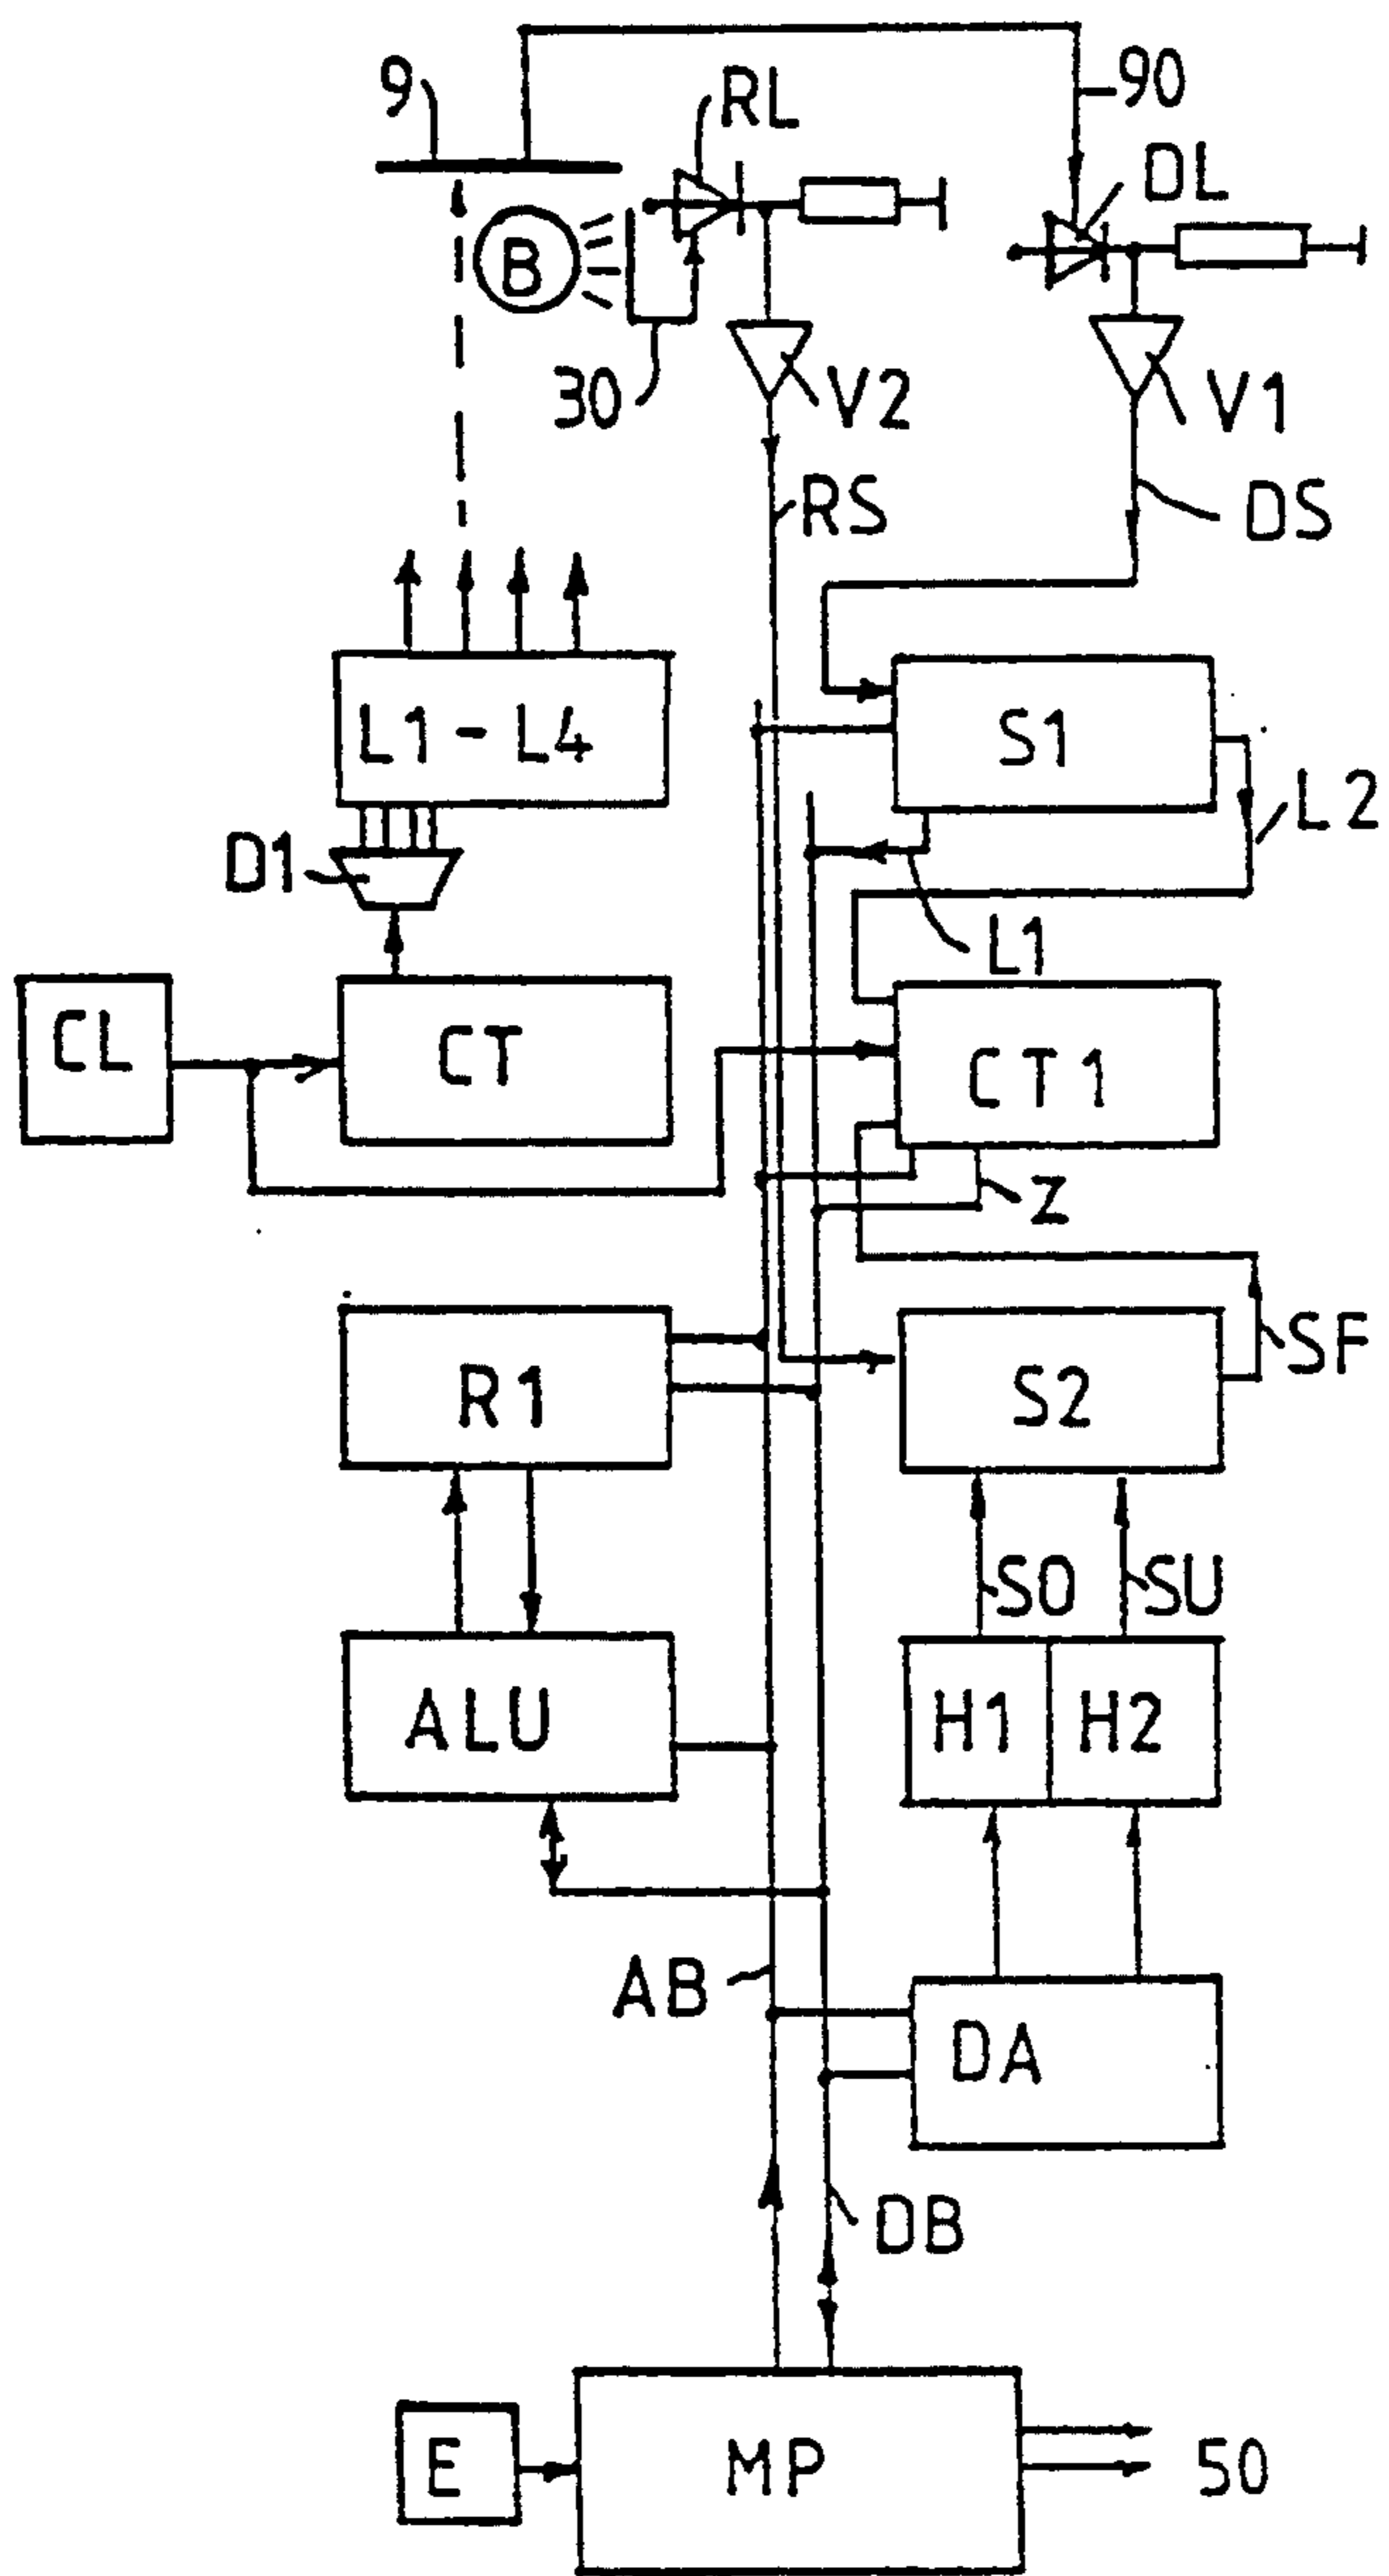 9
RL
90
DL
B
30
V2
V1
RS
DS
L1 - L4
S1
D1
L2
L1
CL
CT
CT1
Z
R1
S2
SF
SO
SU
ALU
H1
H2
AB
DA
DB
E
MP
50